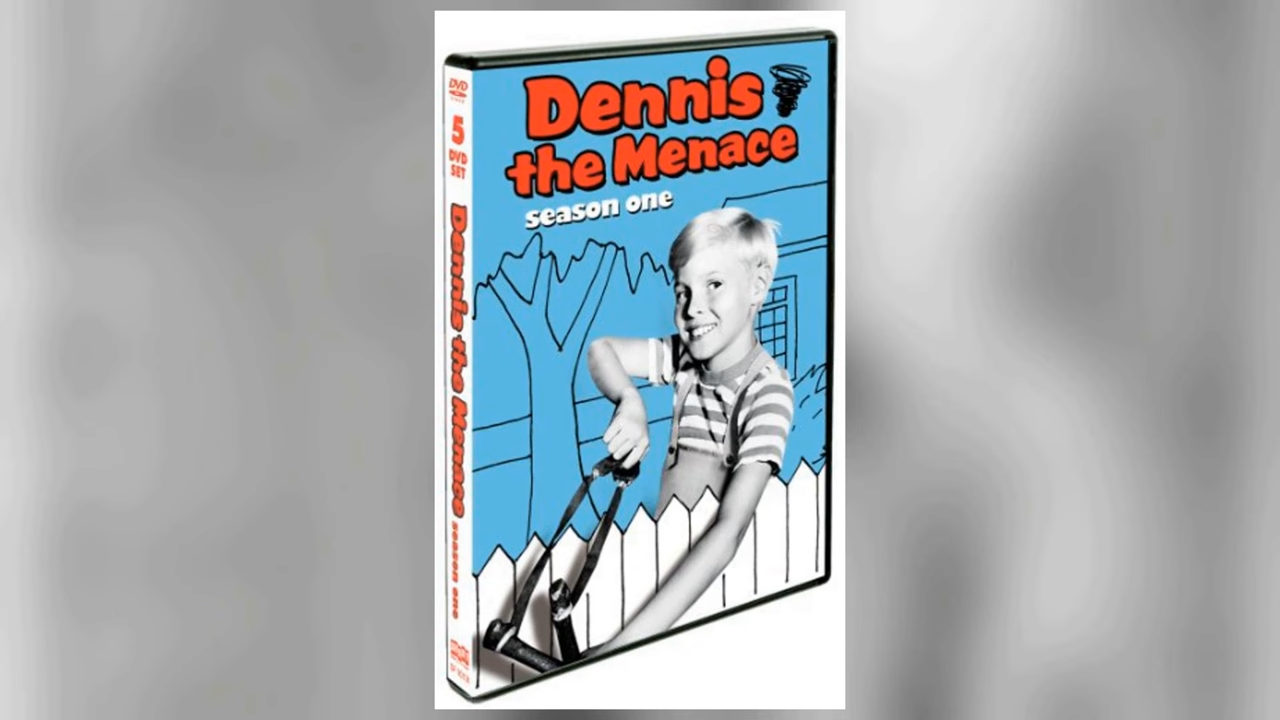 Dennis
the Menace
season one
DVD
5
DVD
SET
Dennis the Menace season one